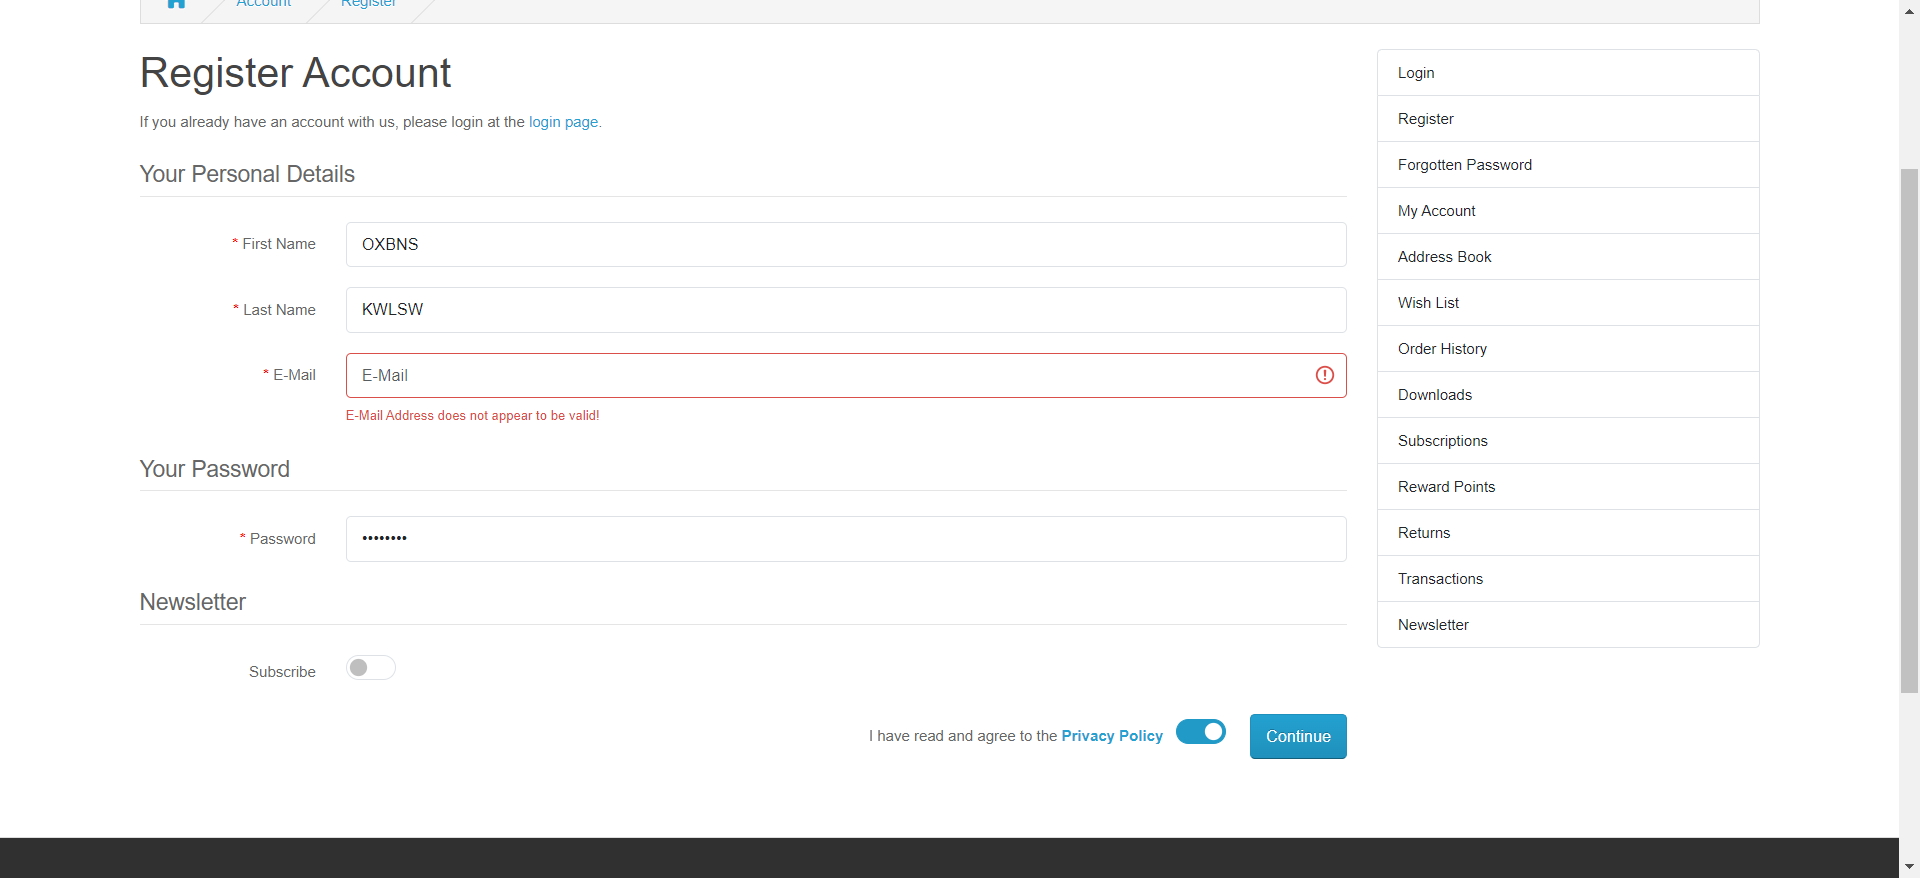 Account
Register
Register Account
If you already have an account with us, please login at the login page.
Your Personal Details
* First Name
OXBNS
* Last Name
KWLSW
* E-Mail
E-Mail
E-Mail Address does not appear to be valid!
Your Password
* Password
••••••••
Newsletter
Subscribe
I have read and agree to the Privacy Policy
Continue
Login
Register
Forgotten Password
My Account
Address Book
Wish List
Order History
Downloads
Subscriptions
Reward Points
Returns
Transactions
Newsletter